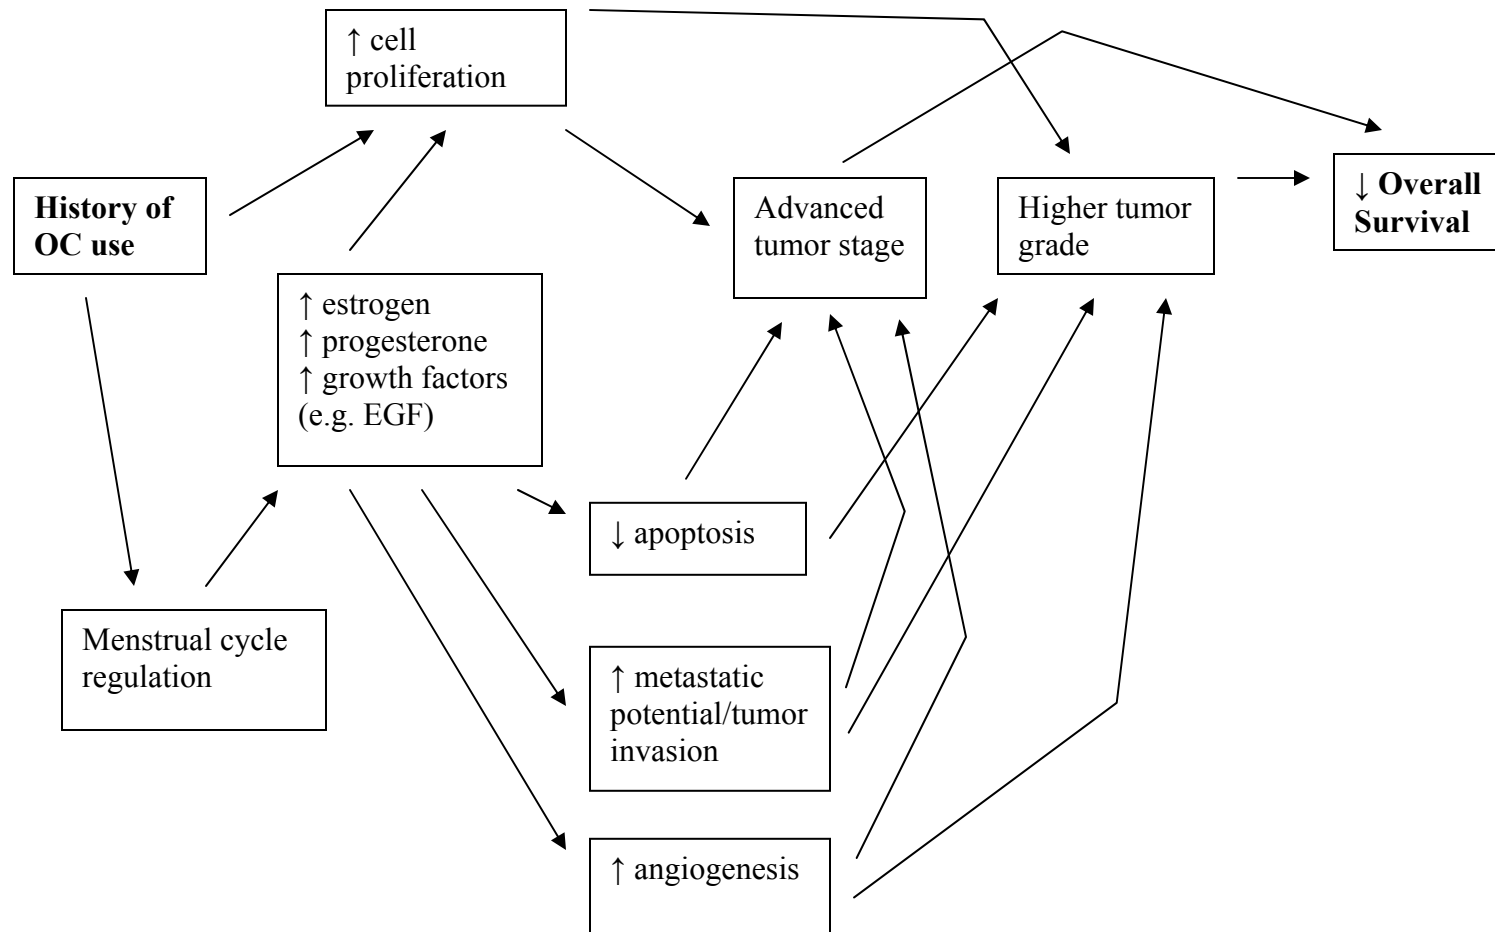 ↑ cell
proliferation
History of
OC use
Advanced
tumor stage
Higher tumor
grade
↓ Overall
Survival
↑ estrogen
↑ progesterone
↑ growth factors
(e.g. EGF)
↓ apoptosis
Menstrual cycle
regulation
↑ metastatic
potential/tumor
invasion
↑ angiogenesis